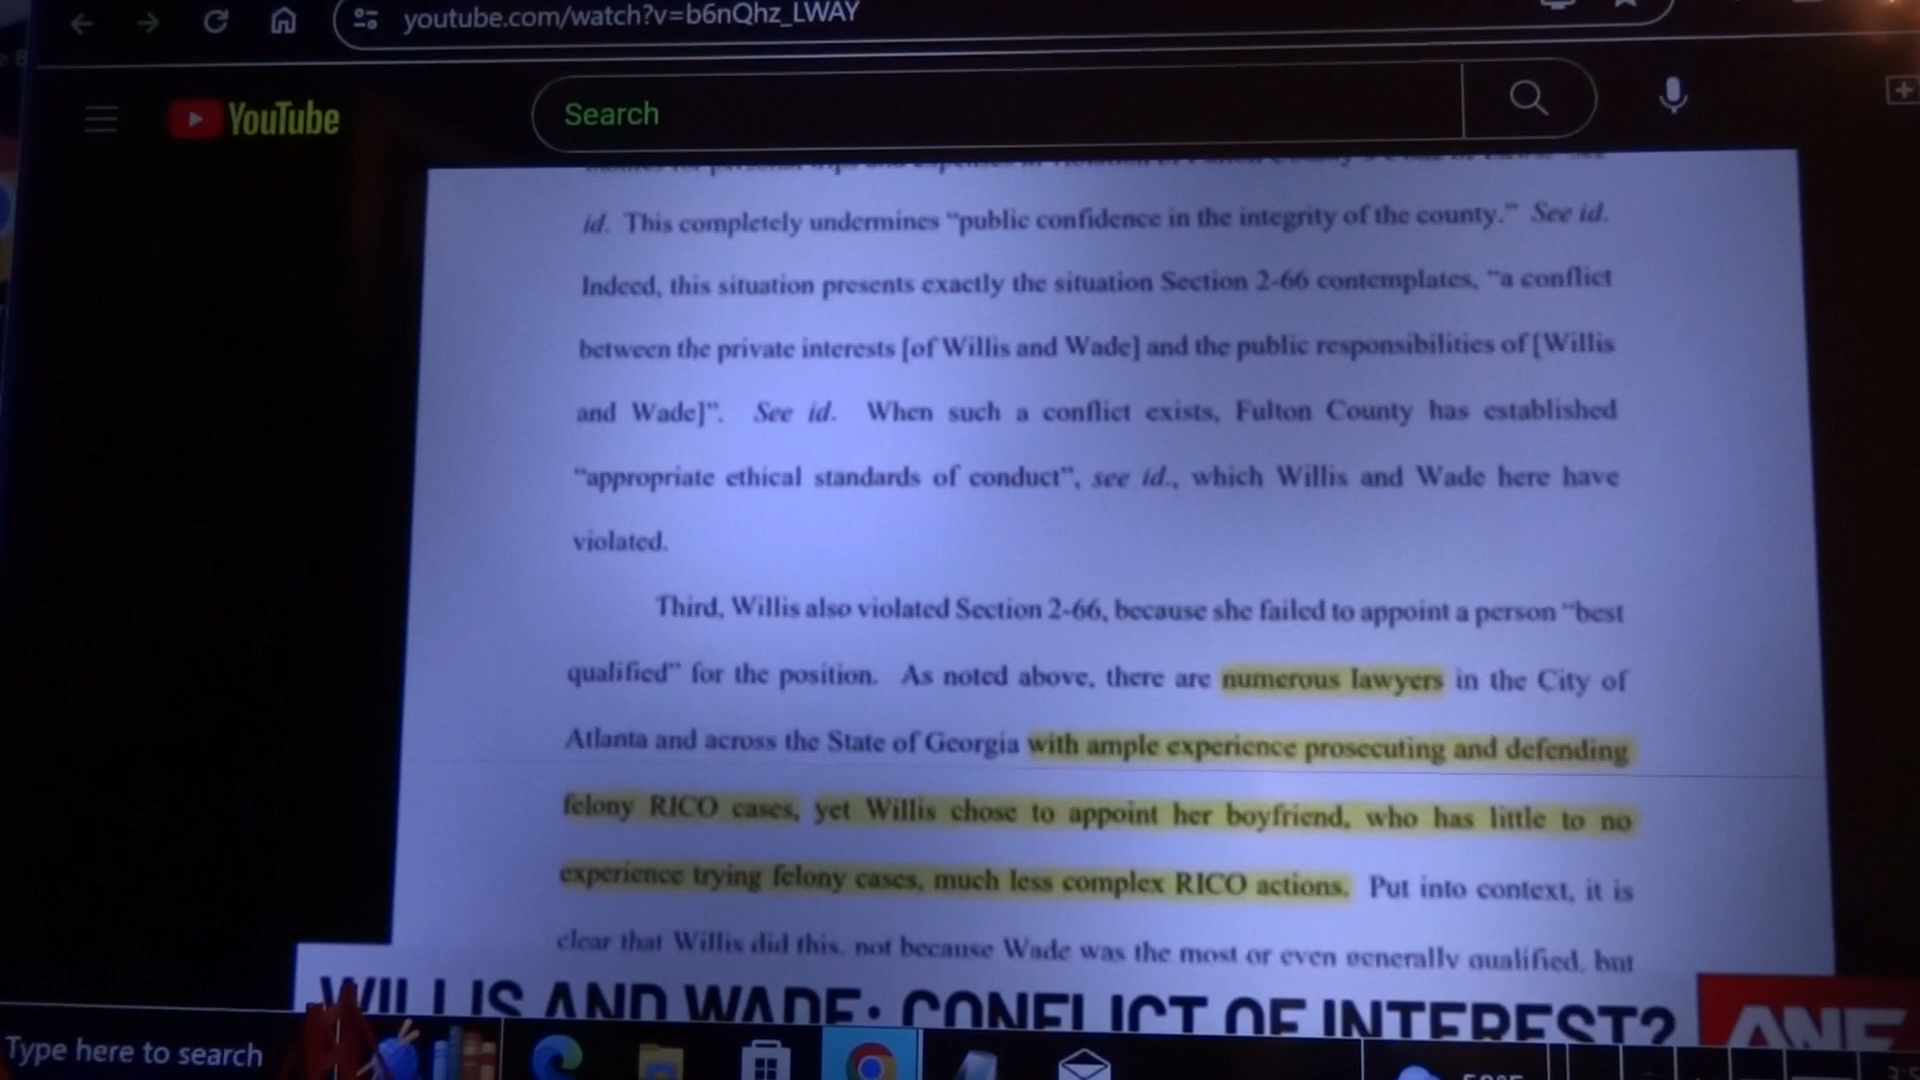 youtube.com/watch?v=b6nQhz_LWAY
YouTube
Search
id. This completely undermines “public confidence in the integrity of the county.” See id.
Indeed, this situation presents exactly the situation Section 2-66 contemplates, “a conflict
between the private interests [of Willis and Wade] and the public responsibilities of [Willis
and Wade]”. See id. When such a conflict exists, Fulton County has established
“appropriate ethical standards of conduct”, see id., which Willis and Wade here have
violated.
Third, Willis also violated Section 2-66, because she failed to appoint a person “best
qualified” for the position. As noted above, there are numerous lawyers in the City of
Atlanta and across the State of Georgia with ample experience prosecuting and defending
felony RICO cases, yet Willis chose to appoint her boyfriend, who has little to no
experience trying felony cases, much less complex RICO actions. Put into context, it is
clear that Willis did this, not because Wade was the most or even generally qualified, but
WILLIS AND WADE: CONFLICT OF INTEREST?
Type here to search